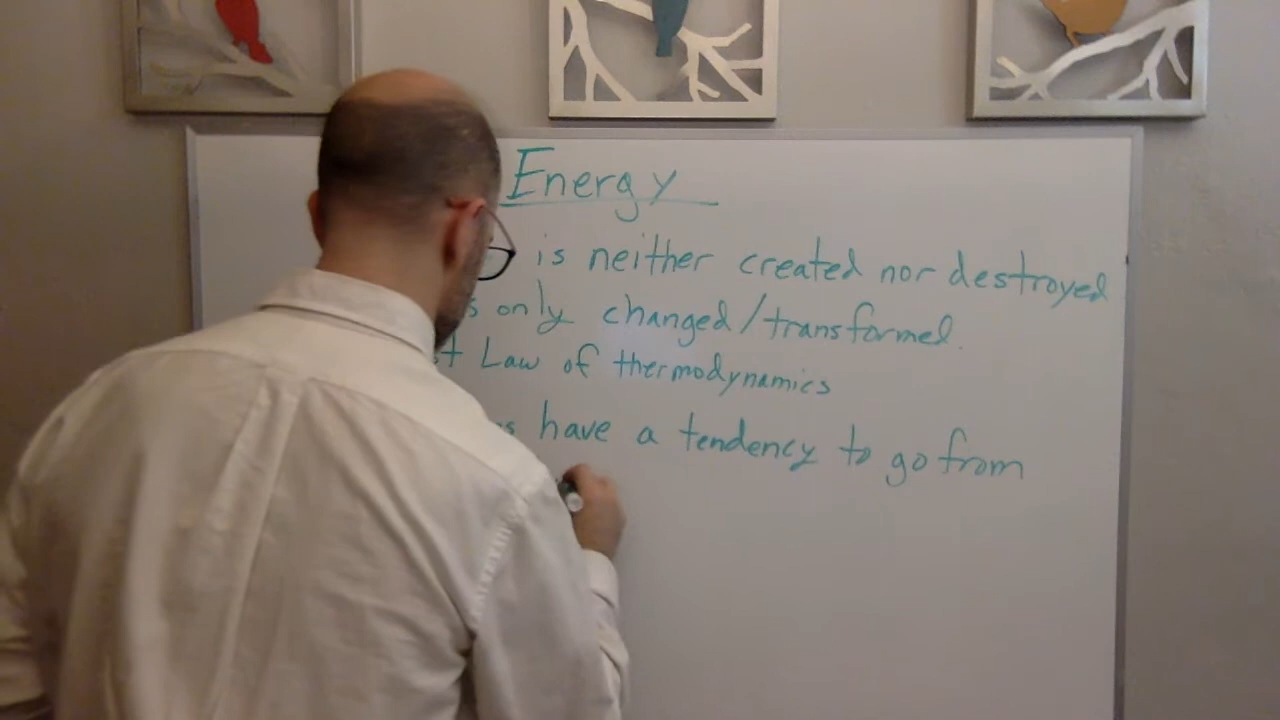 Energy
is neither created nor destroyed
only changed/transformed.
Law of thermodynamics
have a tendency to go from